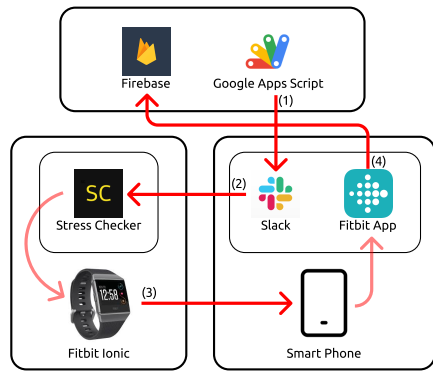 Firebase
Google Apps Script
(1)
(2)
(4)
SC
Stress Checker
Slack
Fitbit App
12:58
(3)
Fitbit Ionic
Smart Phone